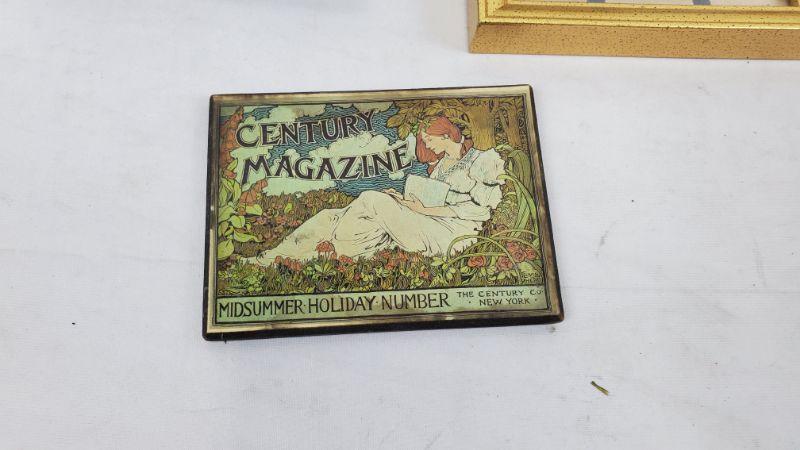 CENTURY
MAGAZINE
MIDSUMMER·HOLIDAY·NUMBER
THE CENTURY CO·
·NEW YORK·